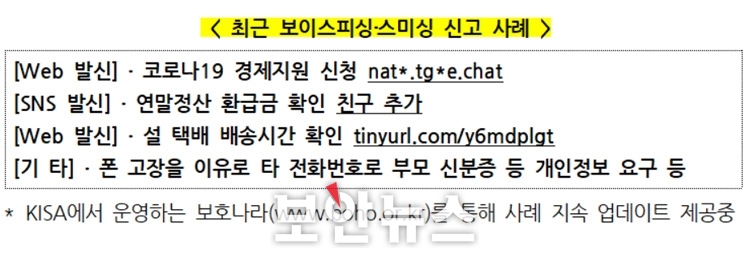 < 최근 보이스피싱·스미싱 신고 사례 >
[Web 발신] · 코로나19 경제지원 신청 nat*.tg*e.chat
[SNS 발신] · 연말정산 환급금 확인 친구 추가
[Web 발신] · 설 택배 배송시간 확인 tinyurl.com/y6mdplgt
[기 타] · 폰 고장을 이유로 타 전화번호로 부모 신분증 등 개인정보 요구 등
* KISA에서 운영하는 보호나라(www.boho.or.kr)를 통해 사례 지속 업데이트 제공중
보안뉴스